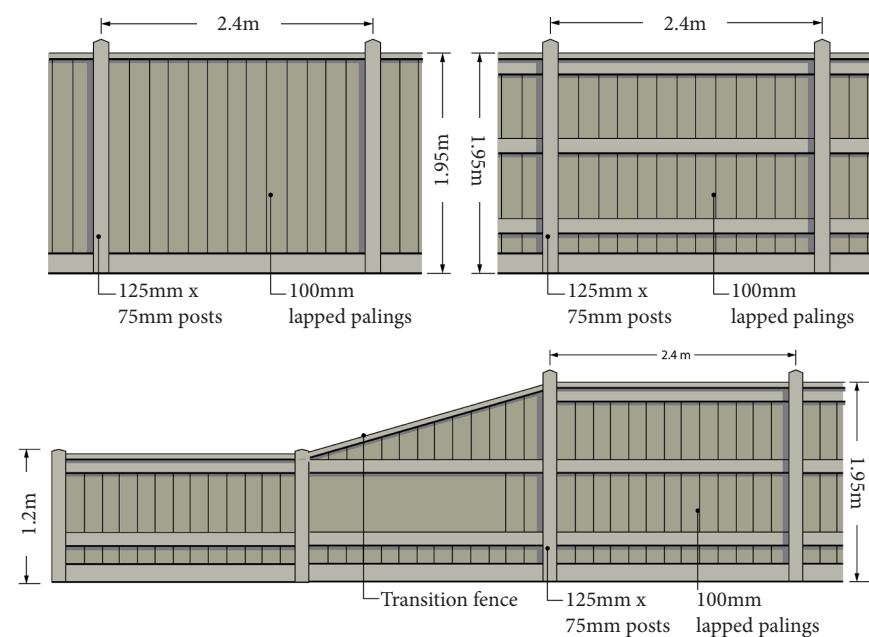 2.4m
1.95m
125mm x
75mm posts
100mm
lapped palings
2.4m
1.95m
125mm x
75mm posts
100mm
lapped palings
2.4 m
1.2m
1.95m
Transition fence
125mm x
75mm posts
100mm
lapped palings